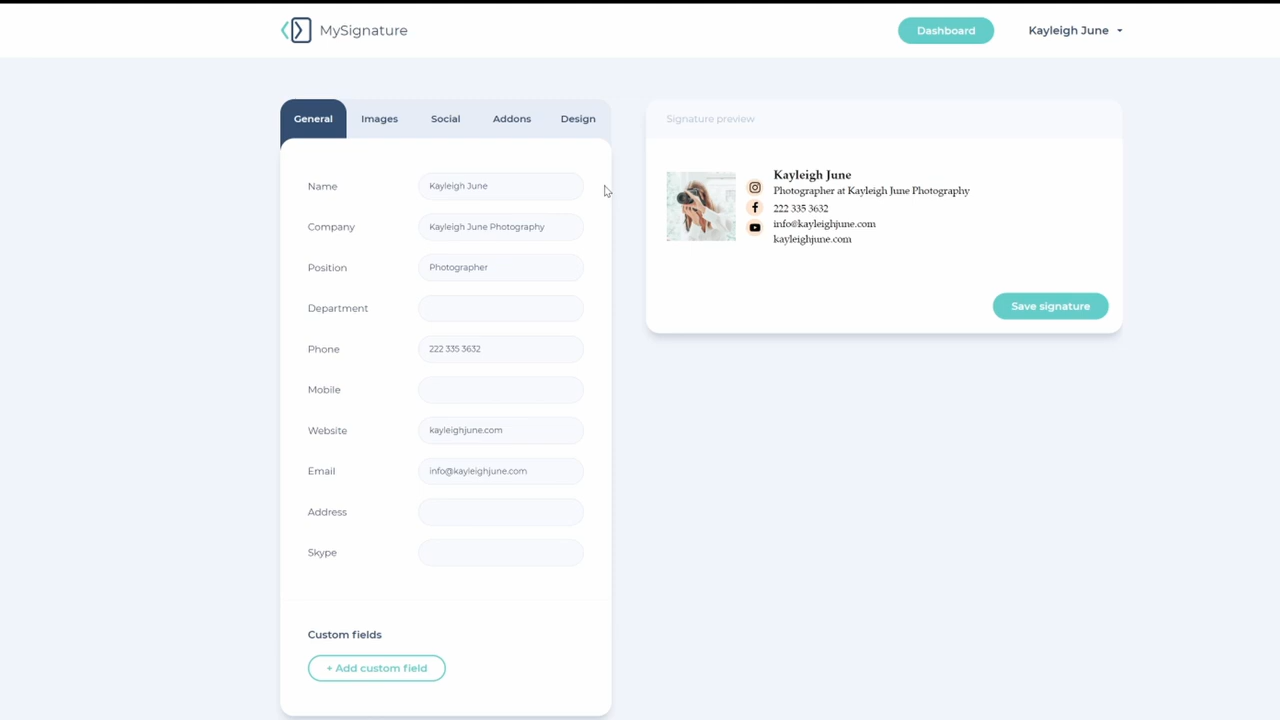 MySignature
Dashboard
Kayleigh June
General Images Social Addons Design
Name Kayleigh June
Company Kayleigh June Photography
Position Photographer
Department
Phone 222 335 3632
Mobile
Website kayleighjune.com
Email info@kayleighjune.com
Address
Skype
Custom fields
+ Add custom field
Signature preview
Kayleigh June
Photographer at Kayleigh June Photography
222 335 3632
info@kayleighjune.com
kayleighjune.com
Save signature